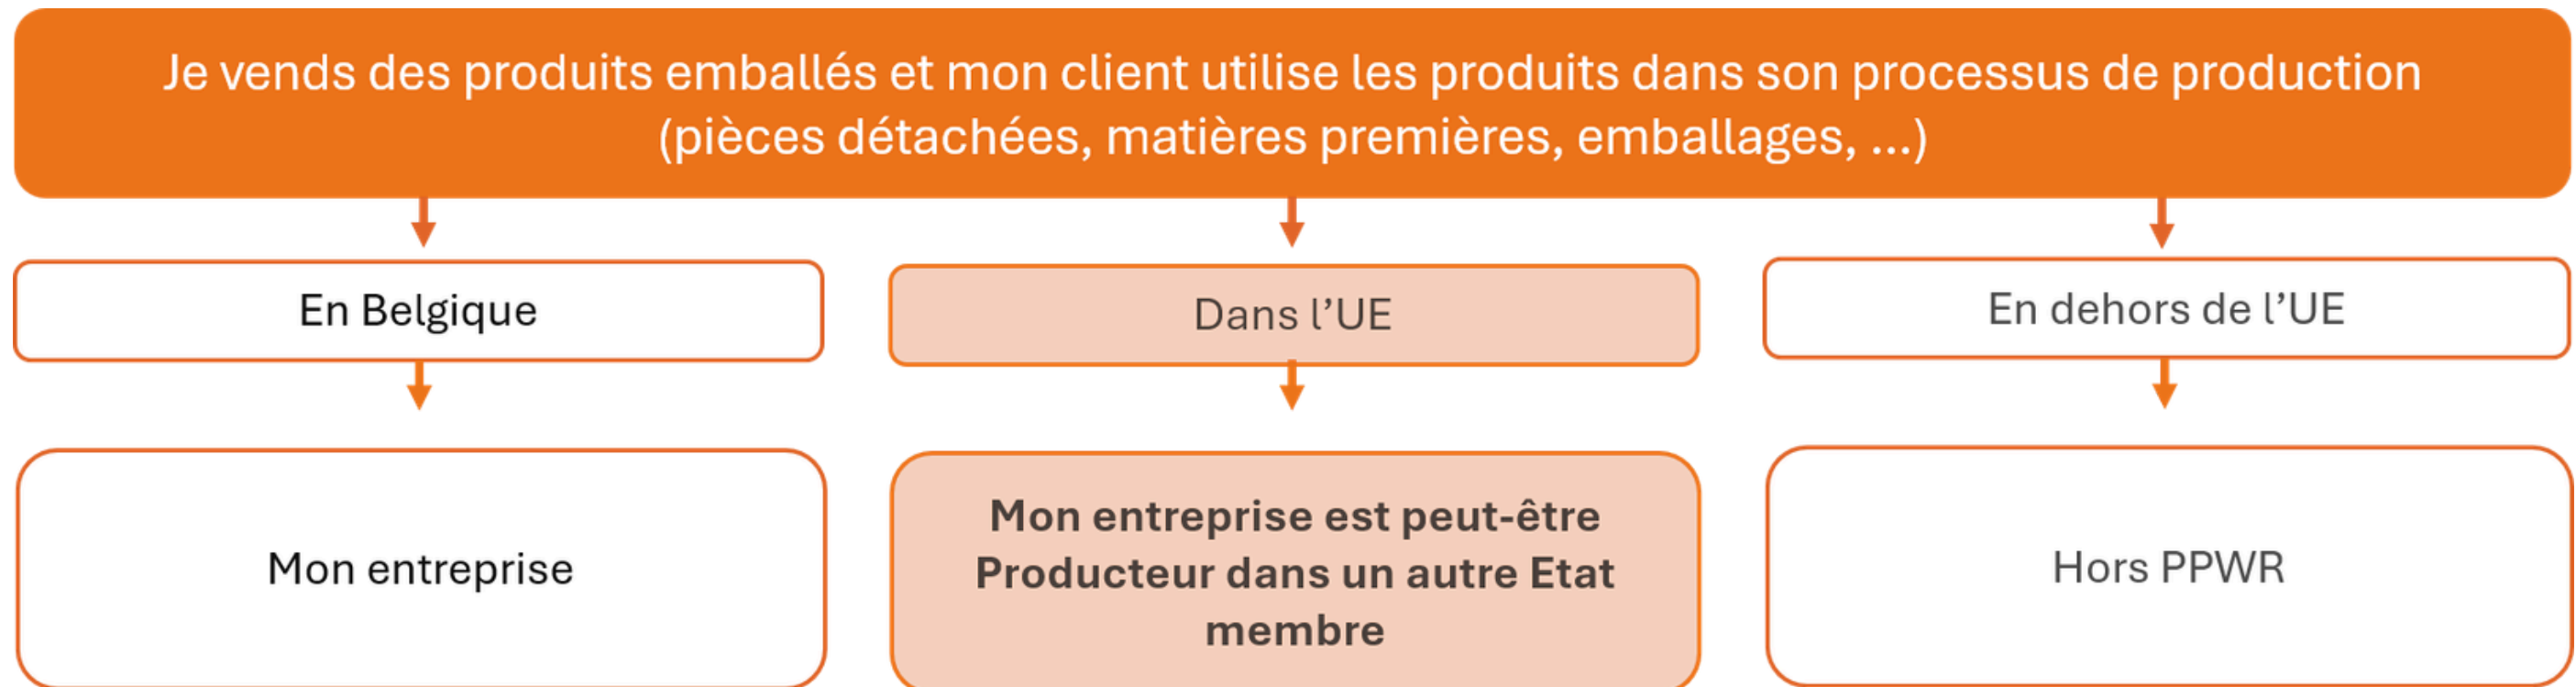 Je vends des produits emballés et mon client utilise les produits dans son processus de production
(pièces détachées, matières premières, emballages, ...)
En Belgique
Dans l’UE
En dehors de l’UE
Mon entreprise
Mon entreprise est peut-être
Producteur dans un autre Etat
membre
Hors PPWR